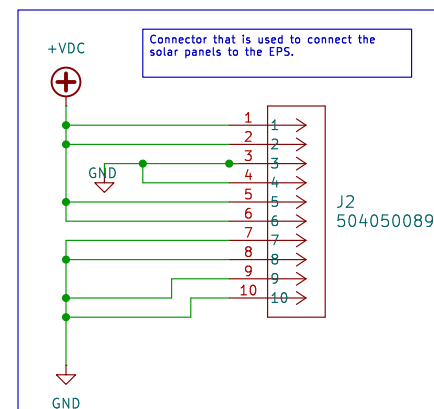 Connector that is used to connect the
solar panels to the EPS.
+VDC
1 1
2 2
GND 3 3
4 4
5 5
6 6
J2
504050089
7 7
8 8
9 9
10 10
GND